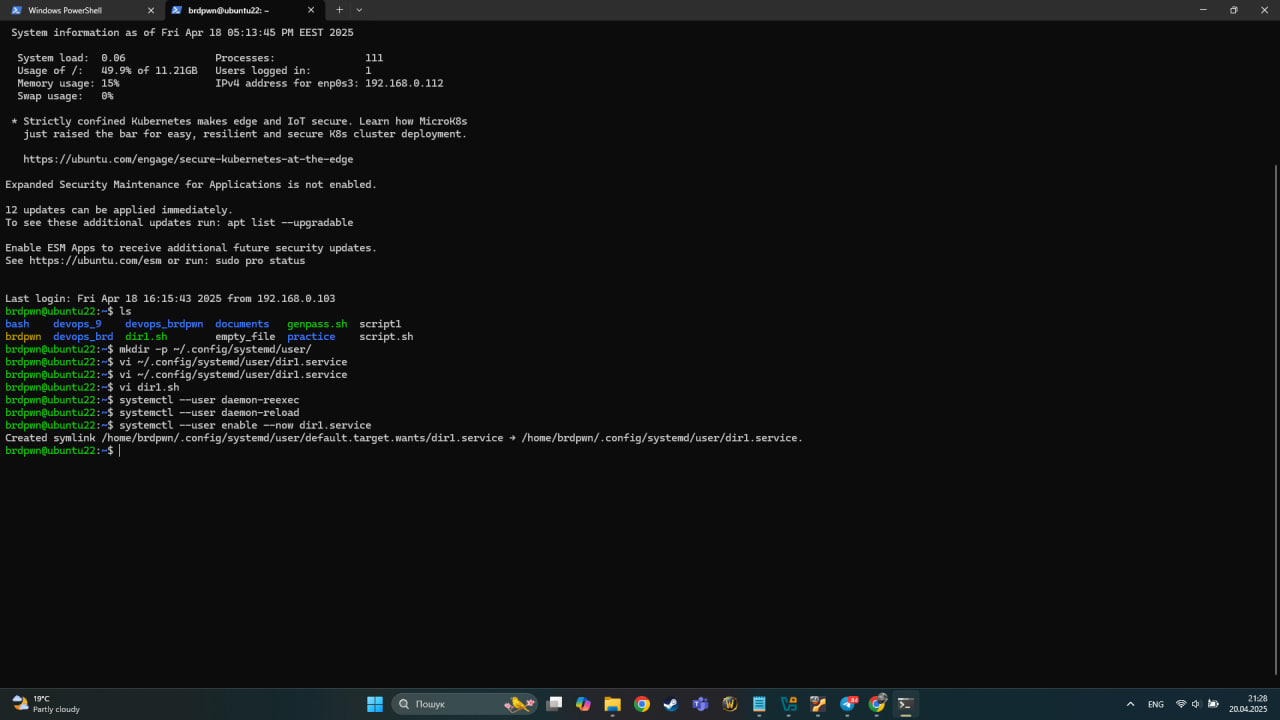 Windows PowerShell
brdpwn@ubuntu22: ~
System information as of Fri Apr 18 05:13:45 PM EEST 2025
System load:  0.06               Processes:               111
Usage of /:   49.9% of 11.21GB   Users logged in:         1
Memory usage: 15%                IPv4 address for enp0s3: 192.168.0.112
Swap usage:   0%
* Strictly confined Kubernetes makes edge and IoT secure. Learn how MicroK8s
just raised the bar for easy, resilient and secure K8s cluster deployment.
https://ubuntu.com/engage/secure-kubernetes-at-the-edge
Expanded Security Maintenance for Applications is not enabled.
12 updates can be applied immediately.
To see these additional updates run: apt list --upgradable
Enable ESM Apps to receive additional future security updates.
See https://ubuntu.com/esm or run: sudo pro status
Last login: Fri Apr 18 16:15:43 2025 from 192.168.0.103
brdpwn@ubuntu22:~$ ls
bash    devops_9    devops_brdpwn  documents   genpass.sh  script1
brdpwn  devops_brd  dir1.sh        empty_file  practice    script.sh
brdpwn@ubuntu22:~$ mkdir -p ~/.config/systemd/user/
brdpwn@ubuntu22:~$ vi ~/.config/systemd/user/dir1.service
brdpwn@ubuntu22:~$ vi ~/.config/systemd/user/dir1.service
brdpwn@ubuntu22:~$ vi dir1.sh
brdpwn@ubuntu22:~$ systemctl --user daemon-reexec
brdpwn@ubuntu22:~$ systemctl --user daemon-reload
brdpwn@ubuntu22:~$ systemctl --user enable --now dir1.service
Created symlink /home/brdpwn/.config/systemd/user/default.target.wants/dir1.service → /home/brdpwn/.config/systemd/user/dir1.service.
brdpwn@ubuntu22:~$
19°C
Partly cloudy
Пошук
ENG
21:28
20.04.2025